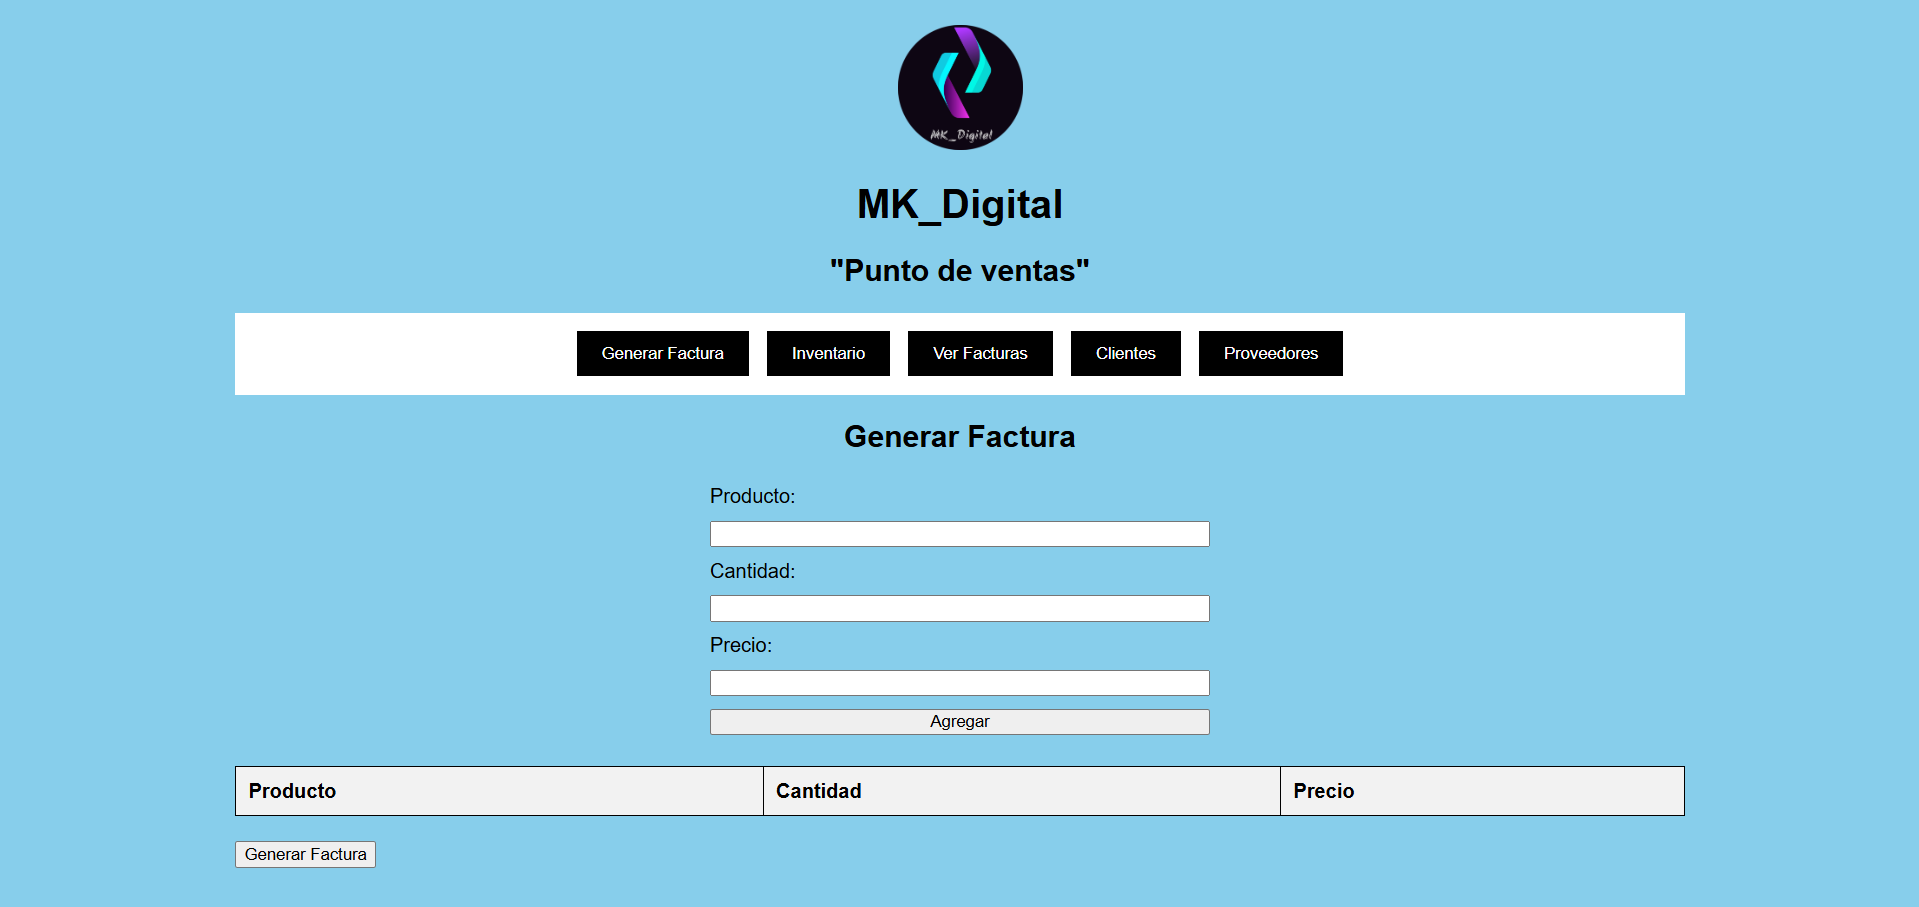 MK_Digital
MK_Digital
"Punto de ventas"
Generar Factura Inventario Ver Facturas Clientes Proveedores
Generar Factura
Producto:
Cantidad:
Precio:
Agregar
Producto Cantidad Precio
Generar Factura